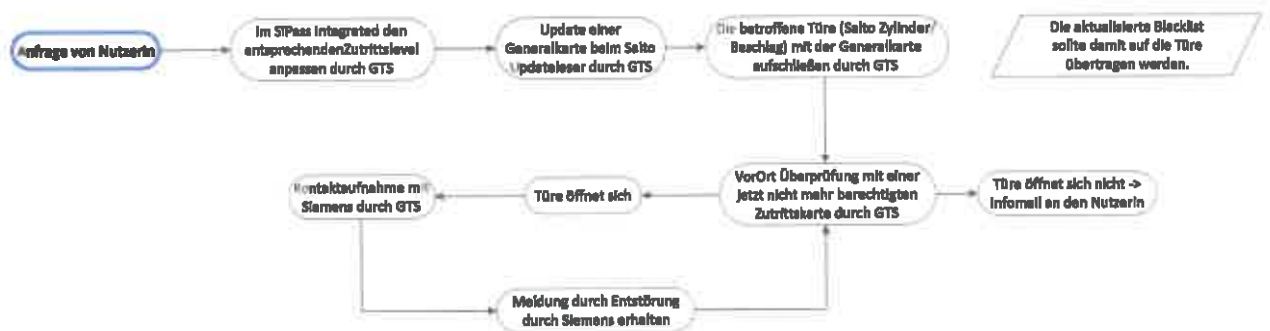 Anfrage von NutzerIn
Im SiPass Integrated den
entsprechendenZutrittslevel
anpassen durch GTS
Update einer
Generalkarte beim Salto
Updateleser durch GTS
Die betroffene Türe (Salto Zylinder/
Beschlag) mit der Generalkarte
aufschließen durch GTS
Die aktualisierte Blacklist
sollte damit auf die Türe
übertragen werden.
Kontaktaufnahme mit
Siemens durch GTS
Türe öffnet sich
VorOrt Überprüfung mit einer
jetzt nicht mehr berechtigten
Zutrittskarte durch GTS
Türe öffnet sich nicht ->
Infomail an den NutzerIn
Meldung durch Entstörung
durch Siemens erhalten